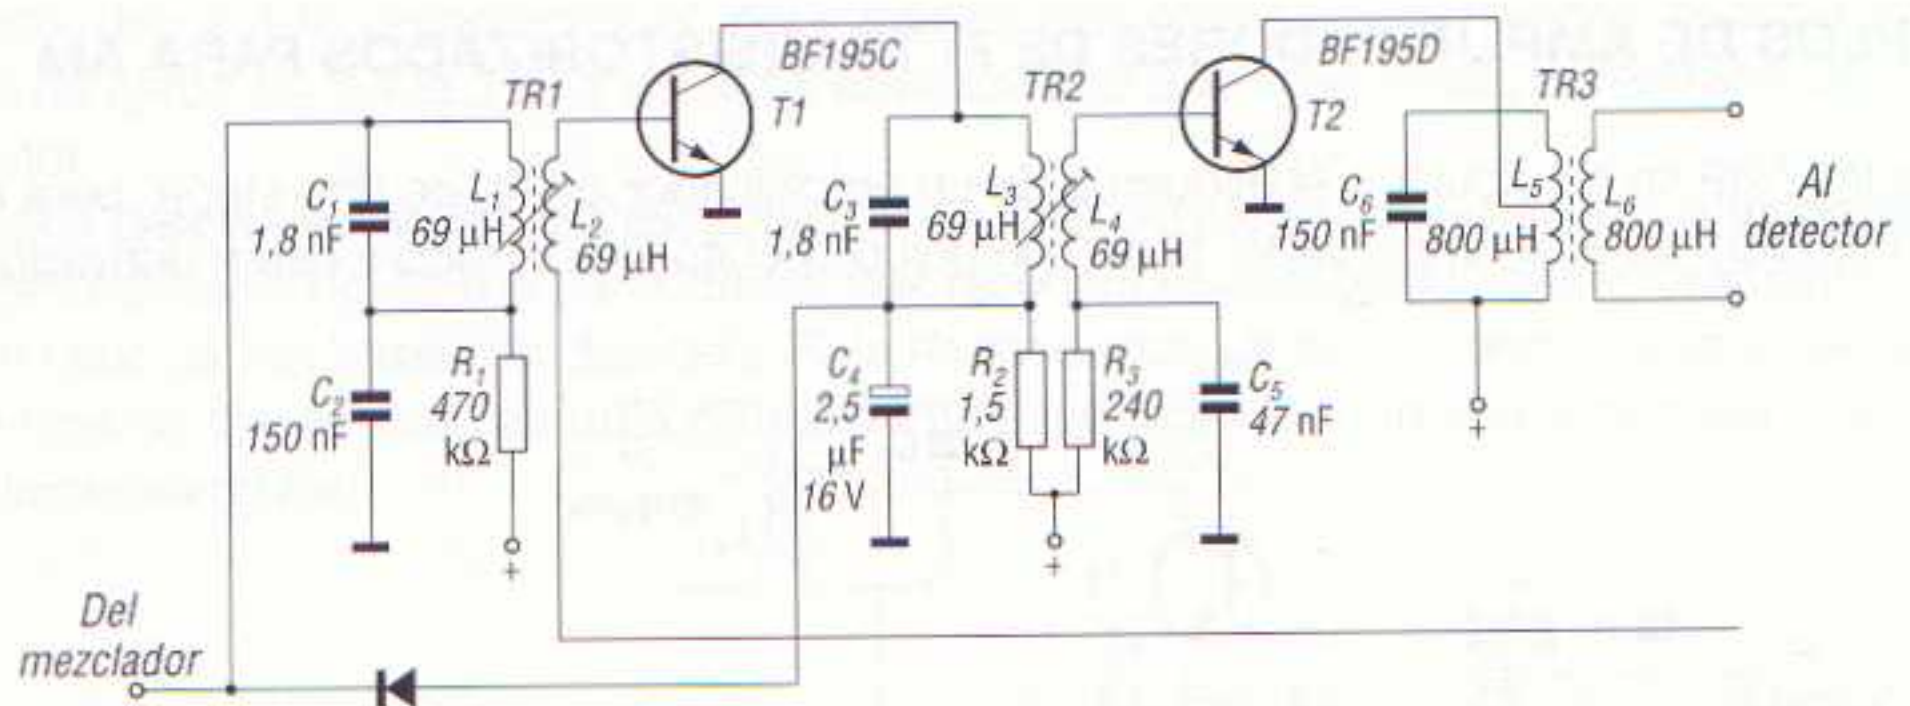 BF195C
T1
TR1
TR2
BF195D
T2
TR3
C₁
1,8 nF
L₁
69 µH
L₂
69 µH
C₃
1,8 nF
L₃
69 µH
L₄
69 µH
C₆
150 nF
L₅
800 µH
L₆
800 µH
Al
detector
C₂
150 nF
R₁
470
kΩ
+
C₄
2,5
µF
16 V
R₂
1,5
kΩ
R₃
240
kΩ
+
C₅
47 nF
+
Del
mezclador